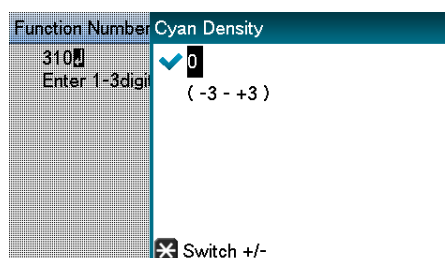 Function Number
310
Enter 1-3digi
Cyan Density
0
( -3 - +3 )
Switch +/-